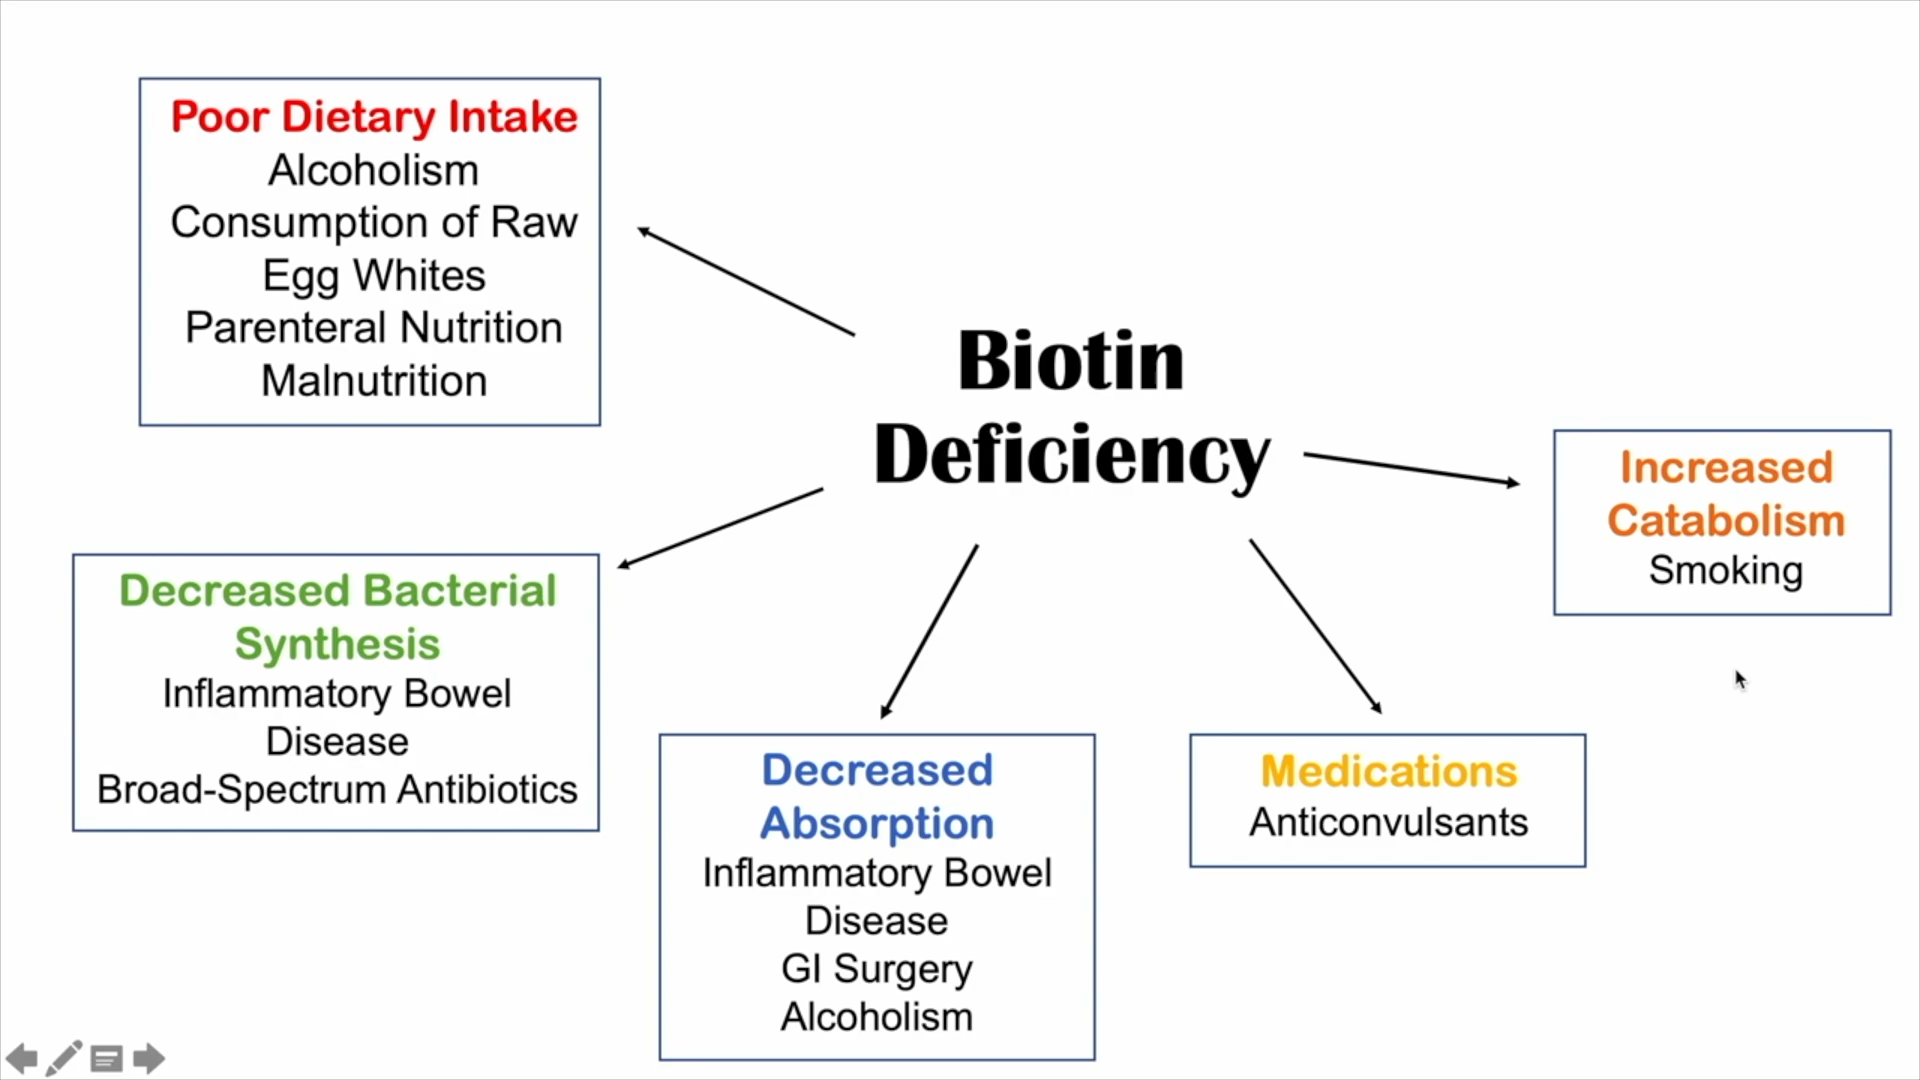 Poor Dietary Intake
Alcoholism
Consumption of Raw
Egg Whites
Parenteral Nutrition
Malnutrition
Biotin
Deficiency
Increased
Catabolism
Smoking
Decreased Bacterial
Synthesis
Inflammatory Bowel
Disease
Broad-Spectrum Antibiotics
Decreased
Absorption
Inflammatory Bowel
Disease
GI Surgery
Alcoholism
Medications
Anticonvulsants